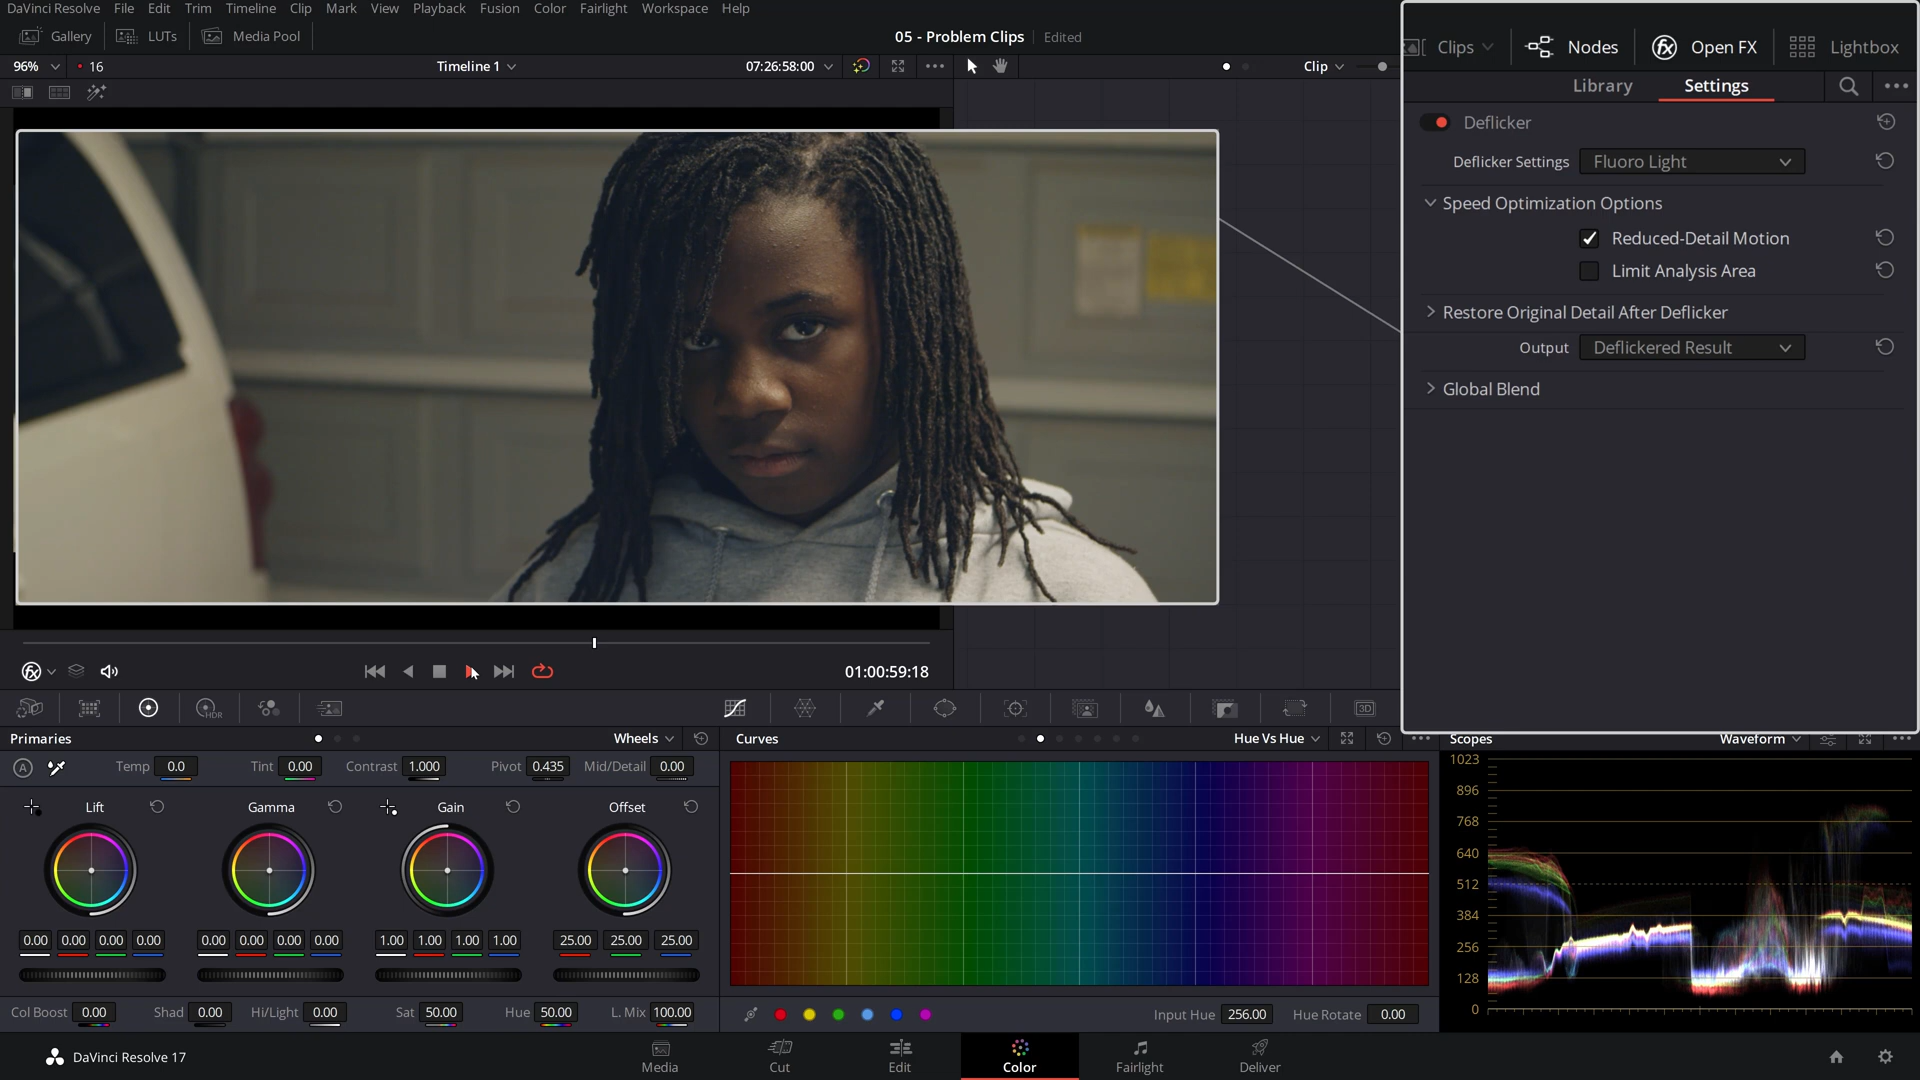 DaVinci Resolve File Edit Trim Timeline Clip Mark View Playback Fusion Color Fairlight Workspace Help
Gallery LUTs Media Pool 05 - Problem Clips Edited
Clips Nodes Open FX Lightbox
96% 16 Timeline 1 07:26:58:00 Clip
Library Settings
Deflicker
Deflicker Settings Fluoro Light
Speed Optimization Options
Reduced-Detail Motion
Limit Analysis Area
Restore Original Detail After Deflicker
Output Deflickered Result
Global Blend
01:00:59:18
HDR 3D
Primaries Wheels Curves Hue Vs Hue Scopes Waveform
A Temp 0.0 Tint 0.00 Contrast 1.000 Pivot 0.435 Mid/Detail 0.00
Lift Gamma Gain Offset
0.00 0.00 0.00 0.00 0.00 0.00 0.00 0.00 1.00 1.00 1.00 1.00 25.00 25.00 25.00
Col Boost 0.00 Shad 0.00 Hi/Light 0.00 Sat 50.00 Hue 50.00 L. Mix 100.00
Input Hue 256.00 Hue Rotate 0.00
1023
896
768
640
512
384
256
128
0
DaVinci Resolve 17 Media Cut Edit Color Fairlight Deliver